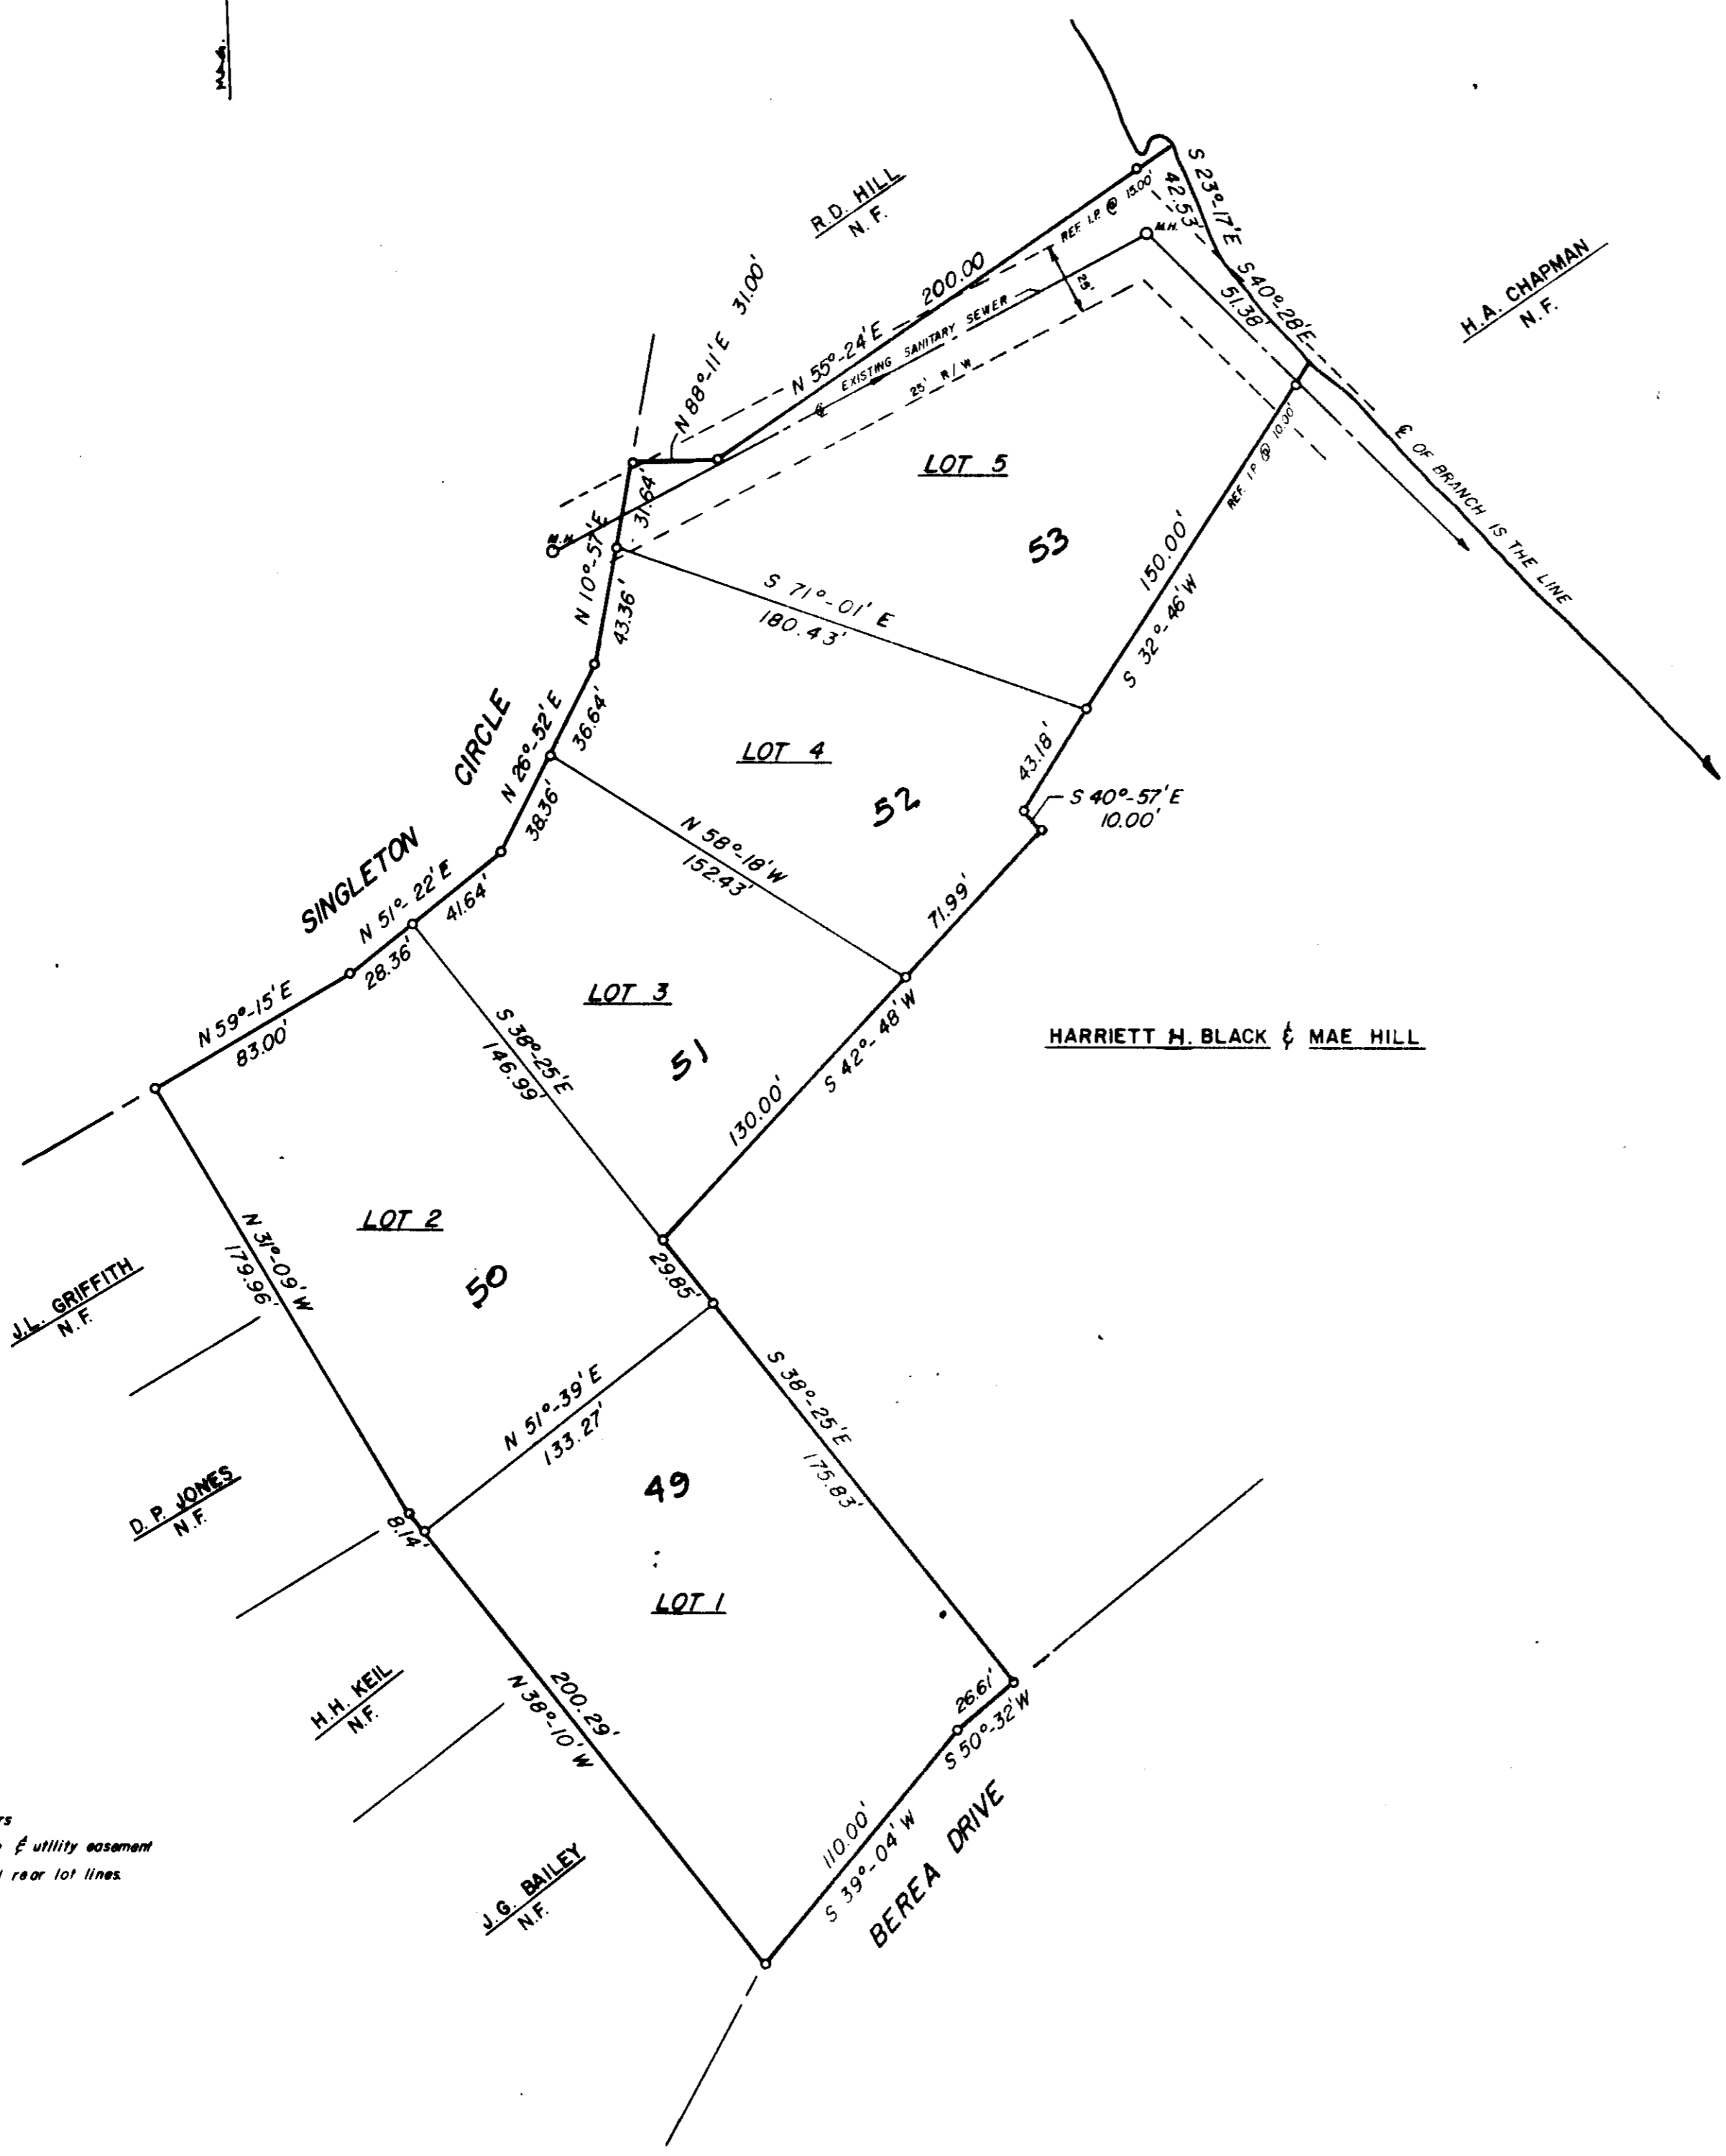 MAG.
R.D. HILL
N.F.
H.A. CHAPMAN
N.F.
S 23°-17'E
42.53'
REF. I.P. @ 15.00'
M.H.
S 40°-28'E
51.38'
200.00
N 55°-24'E
N 88°-11'E 31.00'
EXISTING SANITARY SEWER
25'
25' R/W
℄
REF. I.P. @ 10.00'
℄ OF BRANCH IS THE LINE
LOT 5
53
31.64'
M.H.
N 10°-57'E
43.36'
S 71°-01' E
180.43'
150.00'
S 32°-46'W
CIRCLE
N 26°-52'E
36.64'
38.36'
LOT 4
52
43.18'
S 40°-57'E
10.00'
N 58°-18'W
152.43'
71.99'
SINGLETON
N 51°-22'E
41.64'
28.36'
N 59°-15'E
83.00'
LOT 3
51
S 38°-25'E
146.99'
130.00'
S 42°-48'W
HARRIETT H. BLACK & MAE HILL
LOT 2
50
29.85'
N 31°-09'W
179.96'
J.L. GRIFFITH
N.F.
N 51°-39'E
133.27'
S 38°-25'E
175.83'
D.P. JONES
N.F.
8.14'
49
LOT 1
H.H. KEIL
N.F.
200.29'
N 38°-10'W
26.61'
S 50°-32'W
110.00'
S 39°-04'W
BEREA DRIVE
J.G. BAILEY
N.F.
& utility easement
rear lot lines.